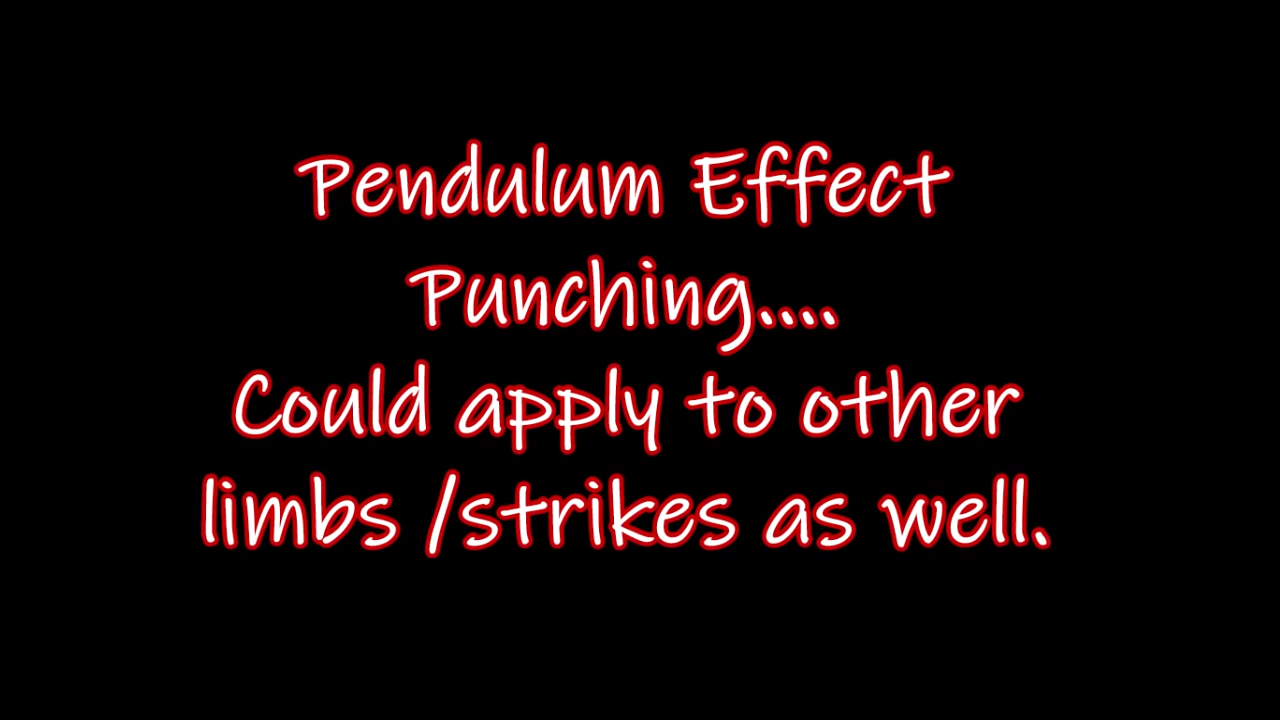 Pendulum Effect
Punching....
Could apply to other
limbs /strikes as well.